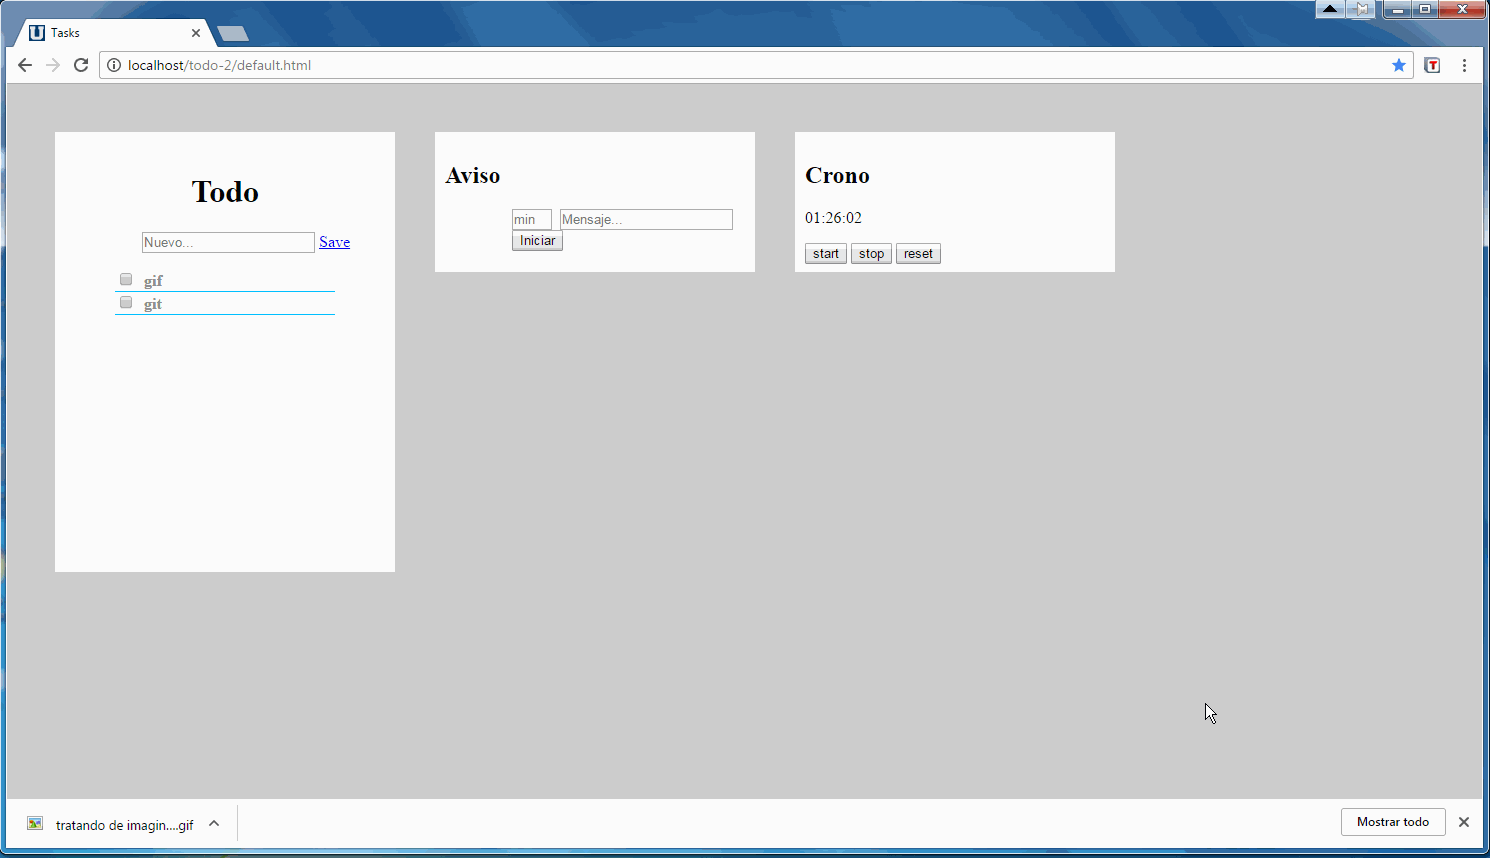 Tasks
localhost/todo-2/default.html
T
Todo
Nuevo... Save
gif
git
Aviso
min Mensaje...
Iniciar
Crono
01:26:02
start stop reset
tratando de imagin....gif
Mostrar todo